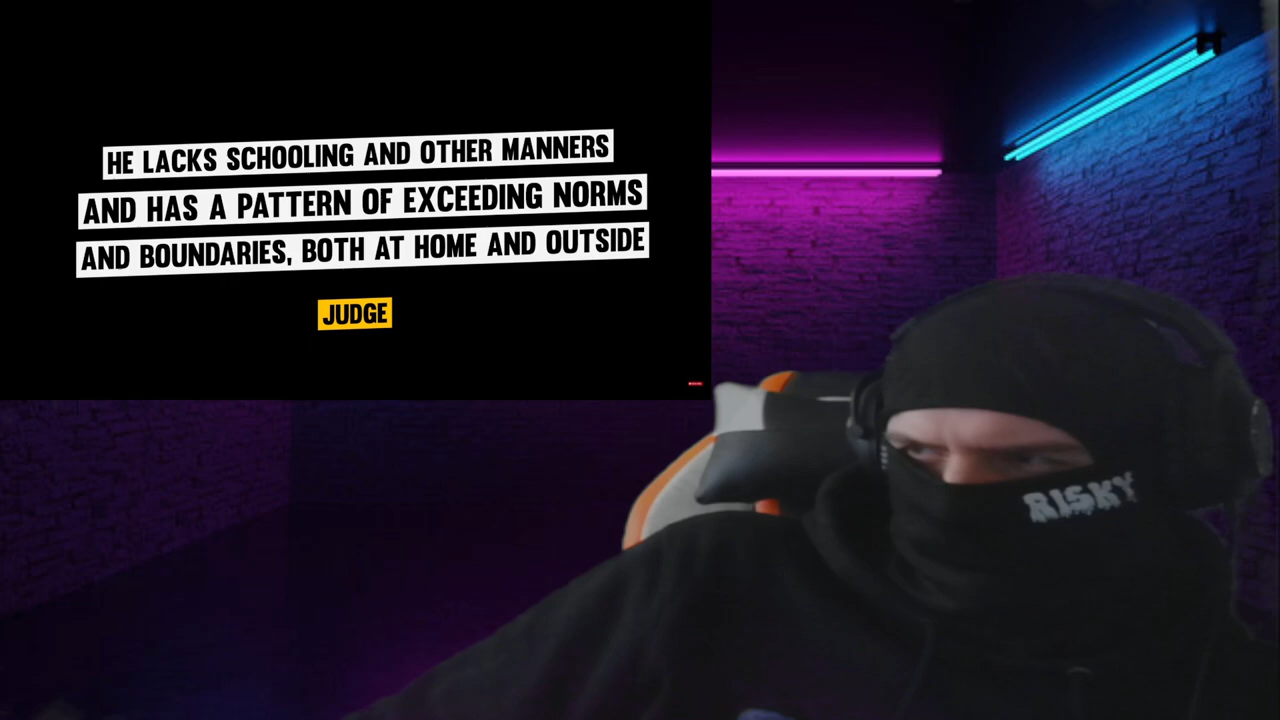 HE LACKS SCHOOLING AND OTHER MANNERS
AND HAS A PATTERN OF EXCEEDING NORMS
AND BOUNDARIES, BOTH AT HOME AND OUTSIDE
JUDGE
RISKY